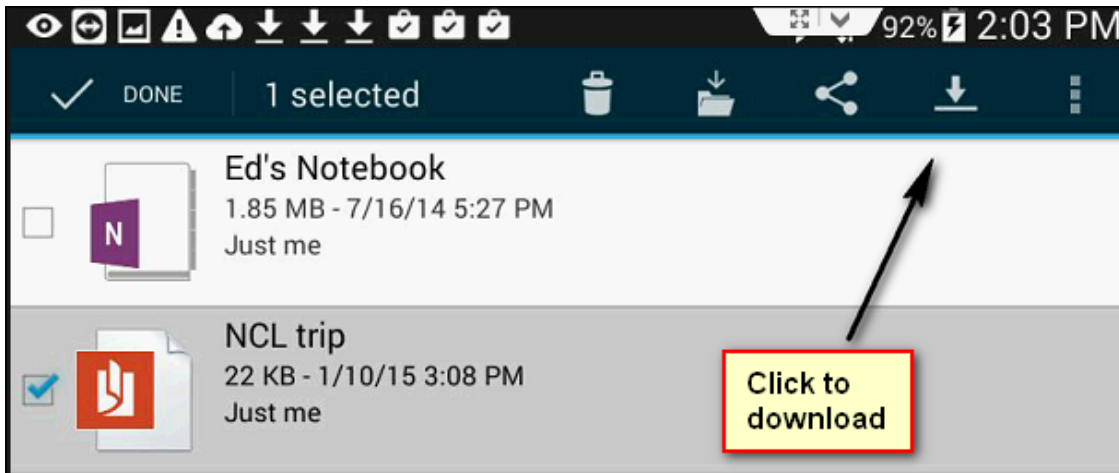 92% 2:03 PM
DONE 1 selected
Ed's Notebook
1.85 MB - 7/16/14 5:27 PM
N
Just me
NCL trip
22 KB - 1/10/15 3:08 PM
Just me
Click to
download